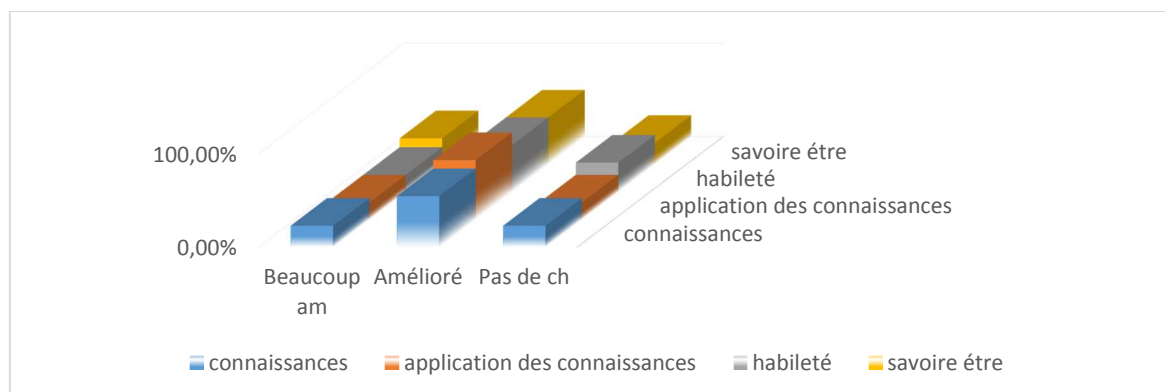 100,00%
0,00%
Beaucoup
am
Amélioré
Pas de ch
savoire étre
habileté
application des connaissances
connaissances
connaissances
application des connaissances
habileté
savoire étre